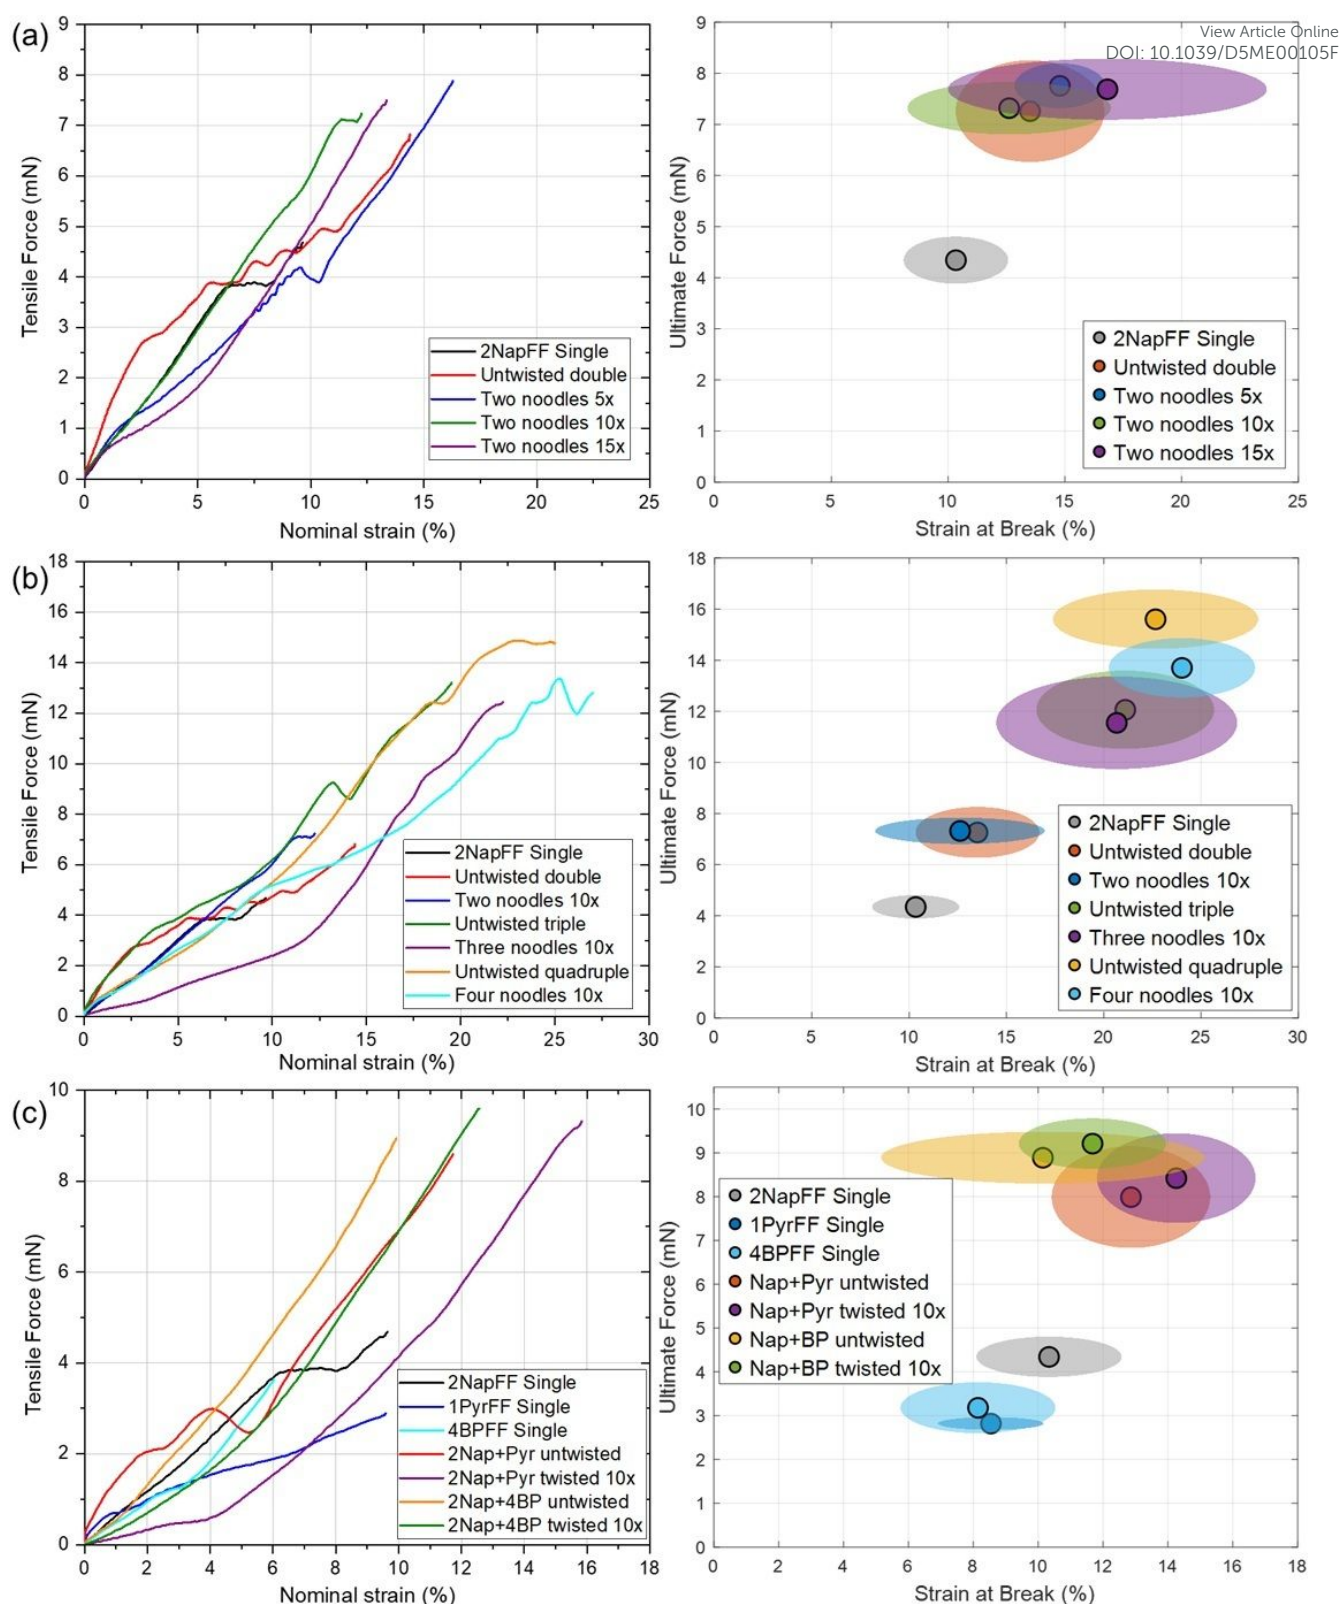 View Article Online
DOI: 10.1039/D5ME00105F
(a)
Tensile Force (mN)
9
8
7
6
5
4
3
2
1
0
0 5 10 15 20 25
Nominal strain (%)
2NapFF Single
Untwisted double
Two noodles 5x
Two noodles 10x
Two noodles 15x
Ultimate Force (mN)
9
8
7
6
5
4
3
2
1
0
0 5 10 15 20 25
Strain at Break (%)
2NapFF Single
Untwisted double
Two noodles 5x
Two noodles 10x
Two noodles 15x
(b)
Tensile Force (mN)
18
16
14
12
10
8
6
4
2
0
0 5 10 15 20 25 30
Nominal strain (%)
2NapFF Single
Untwisted double
Two noodles 10x
Untwisted triple
Three noodles 10x
Untwisted quadruple
Four noodles 10x
Ultimate Force (mN)
18
16
14
12
10
8
6
4
2
0
0 5 10 15 20 25 30
Strain at Break (%)
2NapFF Single
Untwisted double
Two noodles 10x
Untwisted triple
Three noodles 10x
Untwisted quadruple
Four noodles 10x
(c)
Tensile Force (mN)
10
8
6
4
2
0
0 2 4 6 8 10 12 14 16 18
Nominal strain (%)
2NapFF Single
1PyrFF Single
4BPFF Single
2Nap+Pyr untwisted
2Nap+Pyr twisted 10x
2Nap+4BP untwisted
2Nap+4BP twisted 10x
Ultimate Force (mN)
10
9
8
7
6
5
4
3
2
1
0
0 2 4 6 8 10 12 14 16 18
Strain at Break (%)
2NapFF Single
1PyrFF Single
4BPFF Single
Nap+Pyr untwisted
Nap+Pyr twisted 10x
Nap+BP untwisted
Nap+BP twisted 10x